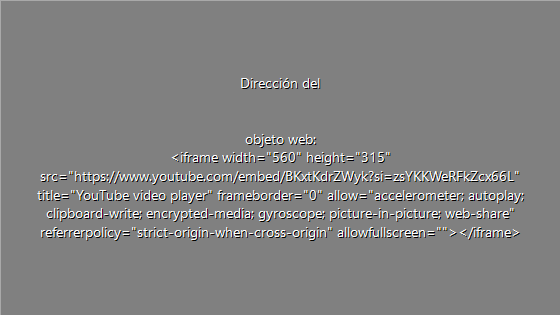 Dirección del
objeto web:
<iframe width="560" height="315"
src="https://www.youtube.com/embed/BKxtKdrZWyk?si=zsYKKWeRFkZcx66L"
title="YouTube video player" frameborder="0" allow="accelerometer; autoplay;
clipboard-write; encrypted-media; gyroscope; picture-in-picture; web-share"
referrerpolicy="strict-origin-when-cross-origin" allowfullscreen=""></iframe>